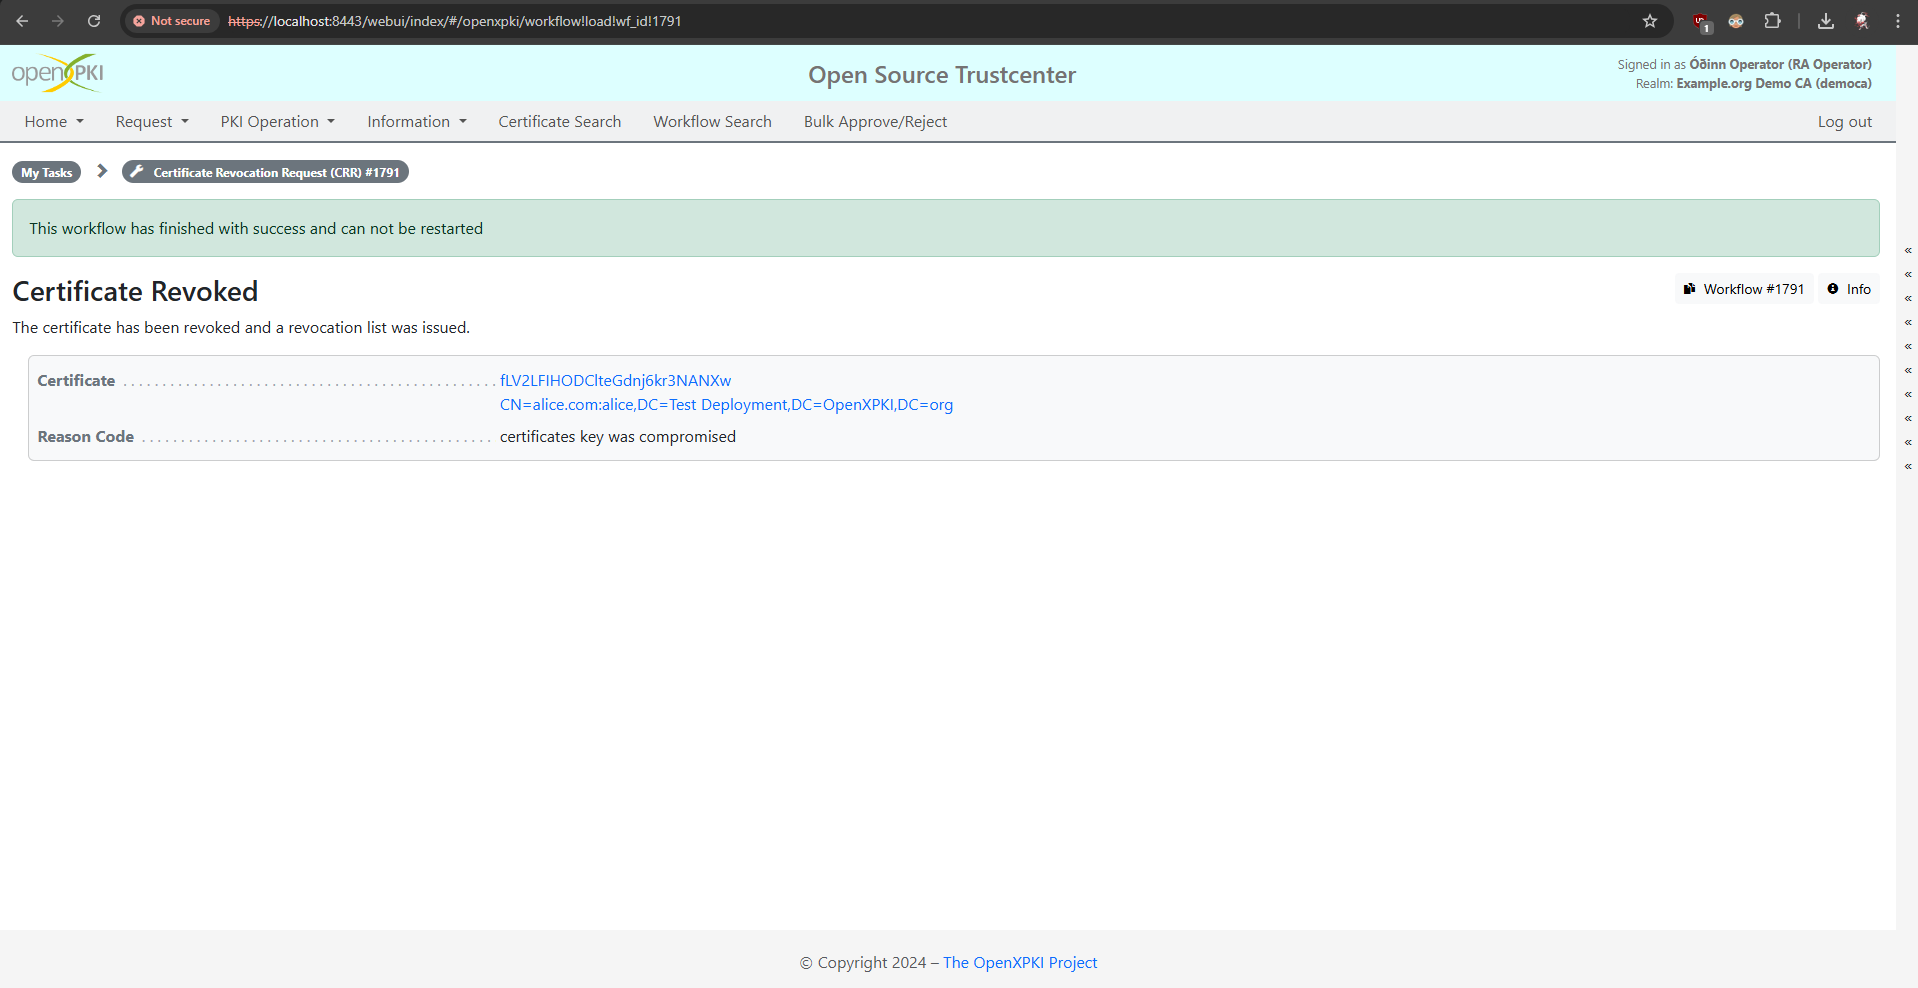 Not secure https://localhost:8443/webui/index/#/openxpki/workflow!load!wf_id!1791
1
openXPKI
Open Source Trustcenter
Signed in as Óðinn Operator (RA Operator)
Realm: Example.org Demo CA (democa)
Home Request PKI Operation Information Certificate Search Workflow Search Bulk Approve/Reject Log out
My Tasks Certificate Revocation Request (CRR) #1791
This workflow has finished with success and can not be restarted
Certificate Revoked
Workflow #1791 Info
The certificate has been revoked and a revocation list was issued.
Certificate fLV2LFIHODClteGdnj6kr3NANXw
CN=alice.com:alice,DC=Test Deployment,DC=OpenXPKI,DC=org
Reason Code certificates key was compromised
© Copyright 2024 – The OpenXPKI Project